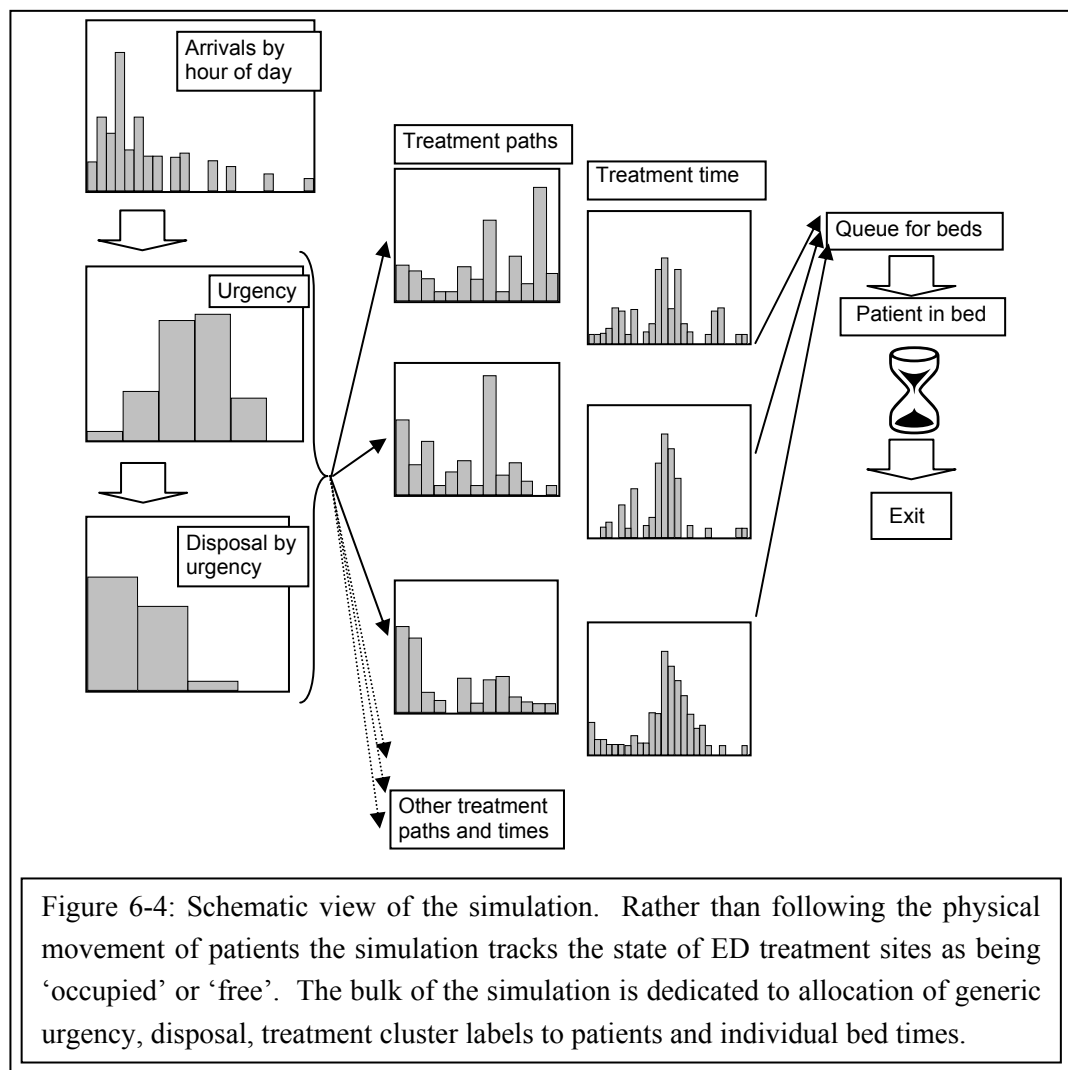 Arrivals by
hour of day
Urgency
Disposal by
urgency
Treatment paths
Treatment time
Other treatment
paths and times
Queue for beds
Patient in bed
Exit
Figure 6-4: Schematic view of the simulation. Rather than following the physical
movement of patients the simulation tracks the state of ED treatment sites as being
‘occupied’ or ‘free’. The bulk of the simulation is dedicated to allocation of generic
urgency, disposal, treatment cluster labels to patients and individual bed times.